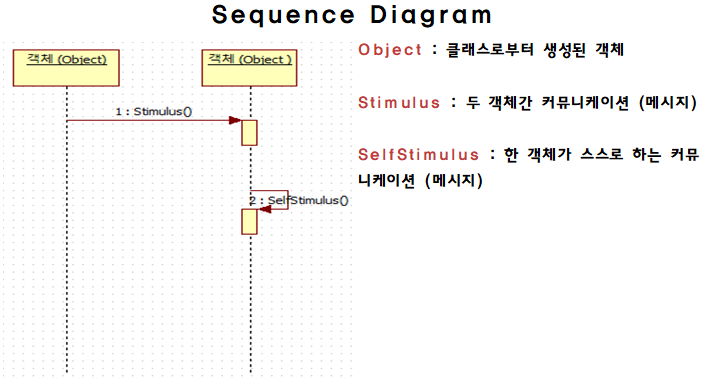 Sequence Diagram
객체 (Object)
객체 (Object )
1 : Stimulus()
2 : SelfStimulus()
Object : 클래스로부터 생성된 객체
Stimulus : 두 객체간 커뮤니케이션 (메시지)
SelfStimulus : 한 객체가 스스로 하는 커뮤
니케이션 (메시지)